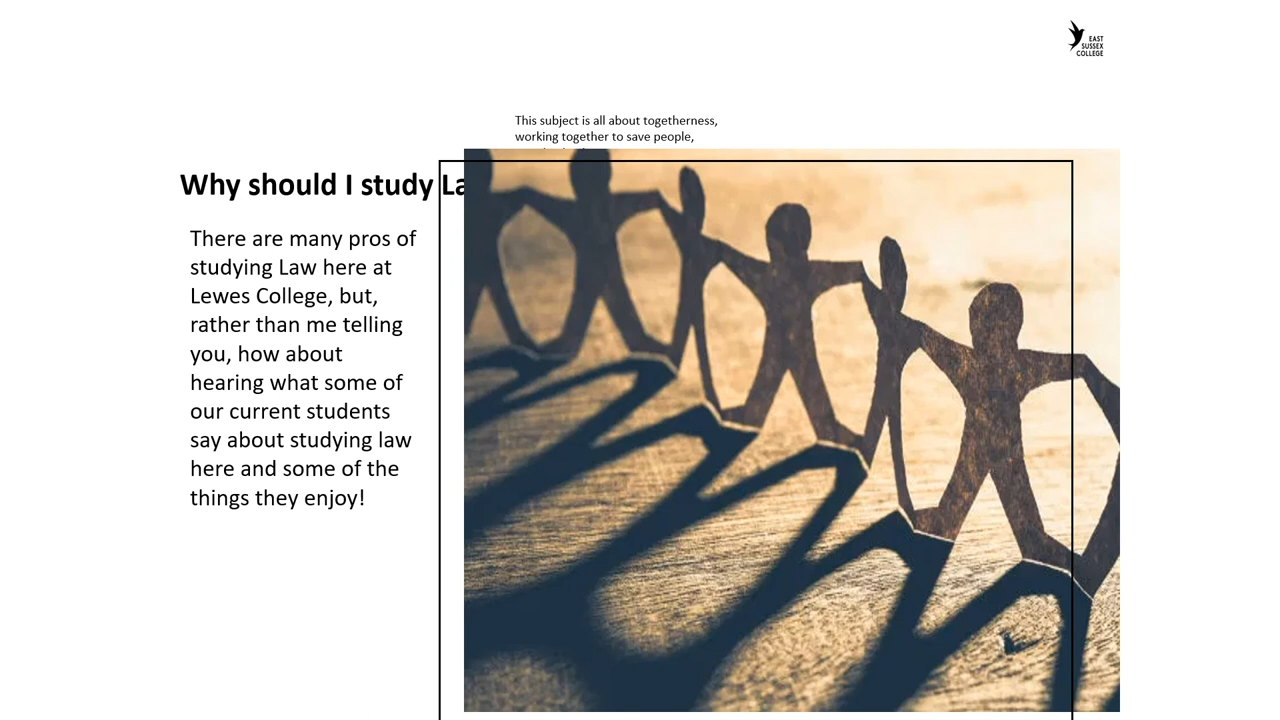 EAST
SUSSEX
COLLEGE
This subject is all about togetherness,
working together to save people,
Why should I study
There are many pros of
studying Law here at
Lewes College, but,
rather than me telling
you, how about
hearing what some of
our current students
say about studying law
here and some of the
things they enjoy!